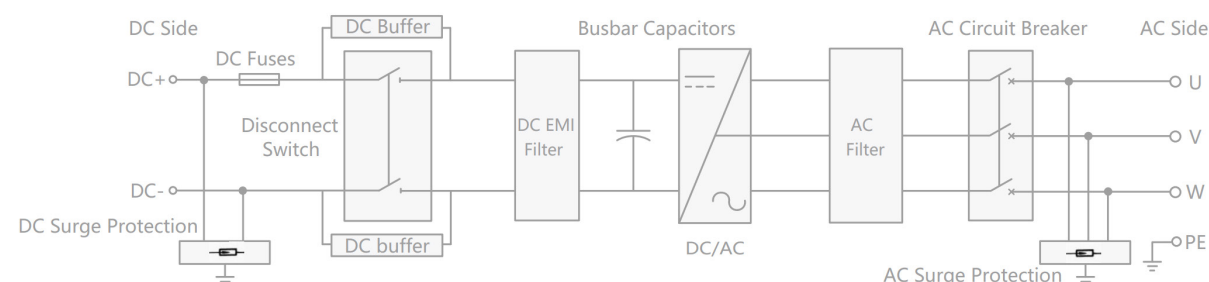 DC Side
DC Buffer
Busbar Capacitors
AC Circuit Breaker
AC Side
DC Fuses
DC+
U
Disconnect
Switch
DC EMI
Filter
AC
Filter
V
DC-
W
DC Surge Protection
DC buffer
DC/AC
PE
AC Surge Protection